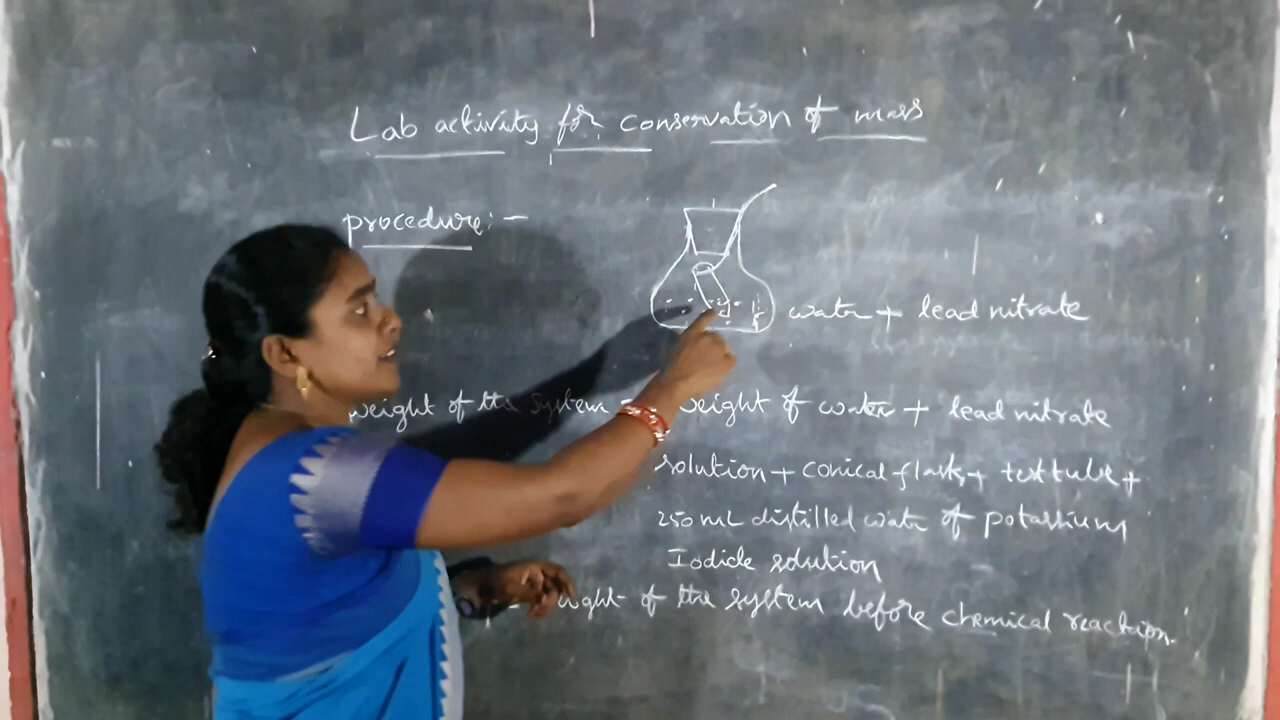 Lab activity for conservation of mass
procedure:-
water + lead nitrate
weight of the system = weight of water + lead nitrate
solution + conical flask + test tube +
250 mL distilled water of potassium
Iodide solution
of the system before chemical reaction.